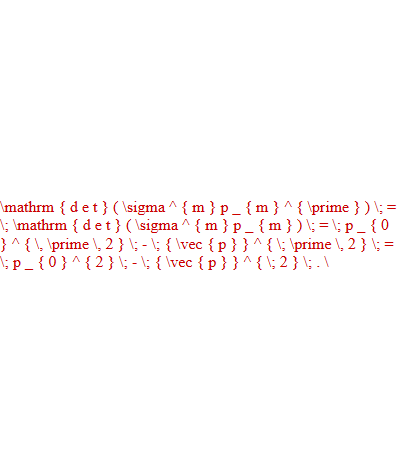 \mathrm { d e t } ( \sigma ^ { m } p _ { m } ^ { \prime } ) \; =
\; \mathrm { d e t } ( \sigma ^ { m } p _ { m } ) \; = \; p _ { 0
} ^ { \, \prime \, 2 } \; - \; { \vec { p } } ^ { \; \prime \, 2 } \; =
\; p _ { 0 } ^ { 2 } \; - \; { \vec { p } } ^ { \; 2 } \; . \